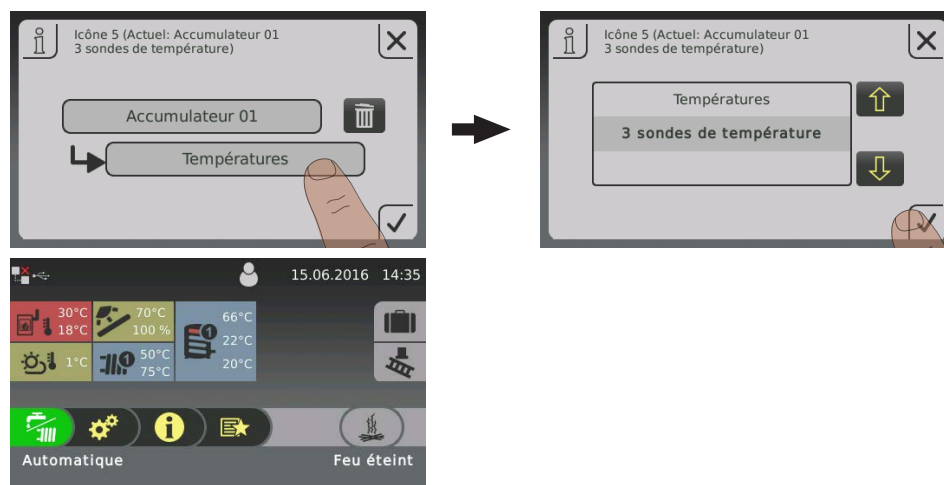 Icône 5 (Actuel: Accumulateur 01
3 sondes de température)
Accumulateur 01
Températures
Icône 5 (Actuel: Accumulateur 01
3 sondes de température)
Températures
3 sondes de température
15.06.2016 14:35
30°C
18°C
70°C
100 %
66°C
22°C
20°C
1°C
1
50°C
75°C
1
Automatique
Feu éteint